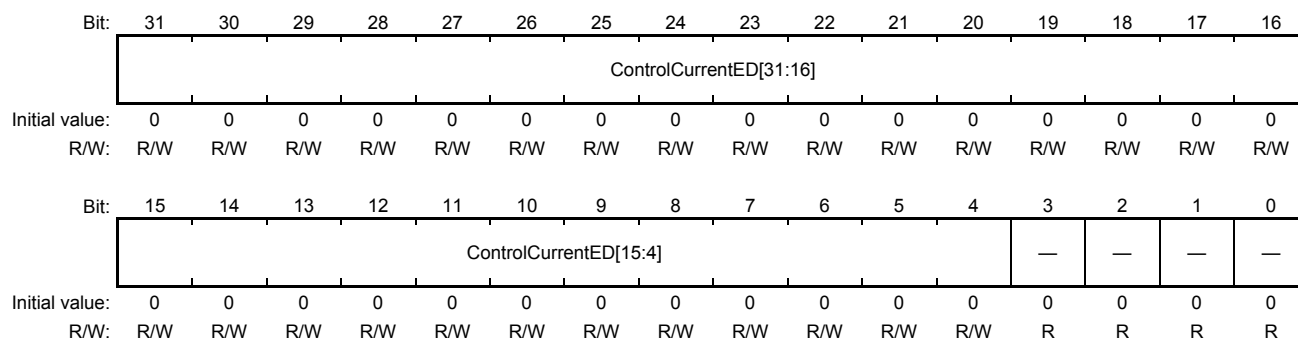 Bit: 31 30 29 28 27 26 25 24 23 22 21 20 19 18 17 16
ControlCurrentED[31:16]
Initial value: 0 0 0 0 0 0 0 0 0 0 0 0 0 0 0 0
R/W: R/W R/W R/W R/W R/W R/W R/W R/W R/W R/W R/W R/W R/W R/W R/W R/W
Bit: 15 14 13 12 11 10 9 8 7 6 5 4 3 2 1 0
ControlCurrentED[15:4] — — — —
Initial value: 0 0 0 0 0 0 0 0 0 0 0 0 0 0 0 0
R/W: R/W R/W R/W R/W R/W R/W R/W R/W R/W R/W R/W R/W R R R R